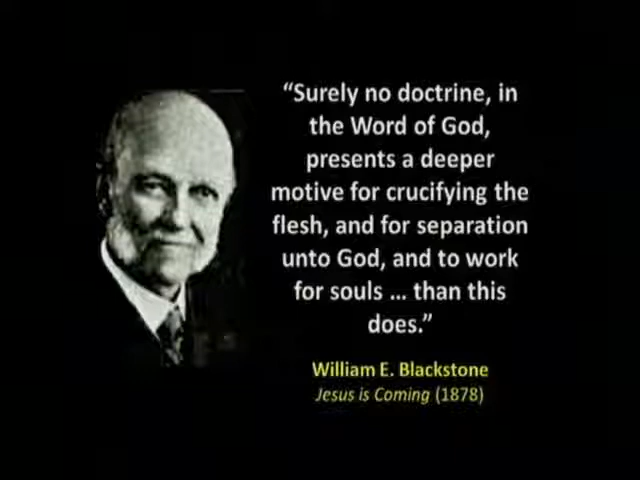 “Surely no doctrine, in
the Word of God,
presents a deeper
motive for crucifying the
flesh, and for separation
unto God, and to work
for souls … than this
does.”
William E. Blackstone
Jesus is Coming (1878)